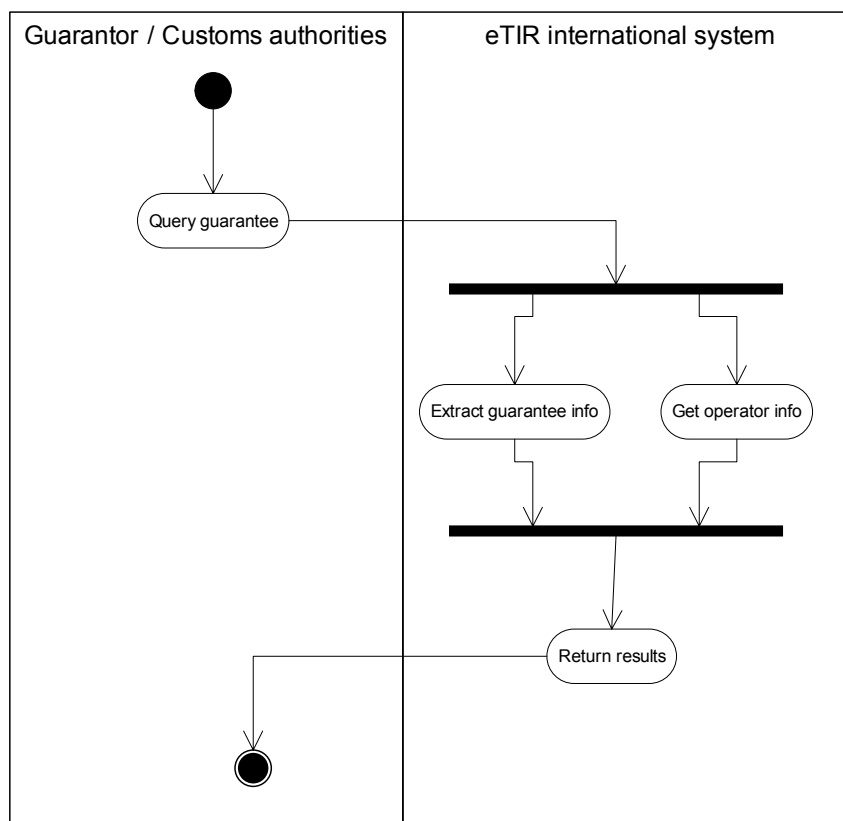 Guarantor / Customs authorities
eTIR international system
Query guarantee
Extract guarantee info
Get operator info
Return results